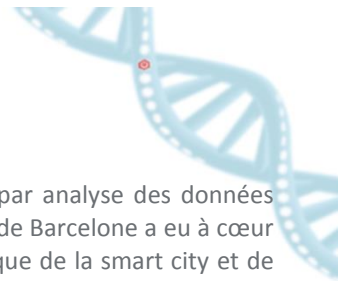 par analyse des données
de Barcelone a eu à cœur
que de la smart city et de